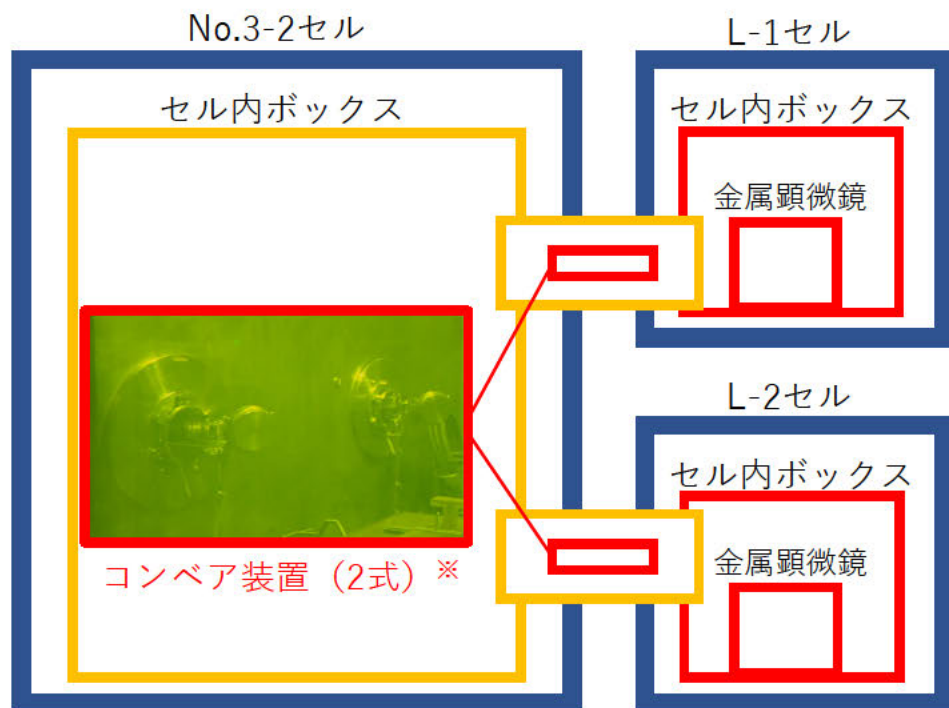 No.3-2セル
L-1セル
セル内ボックス
セル内ボックス
金属顕微鏡
L-2セル
セル内ボックス
金属顕微鏡
コンベア装置（2式）※